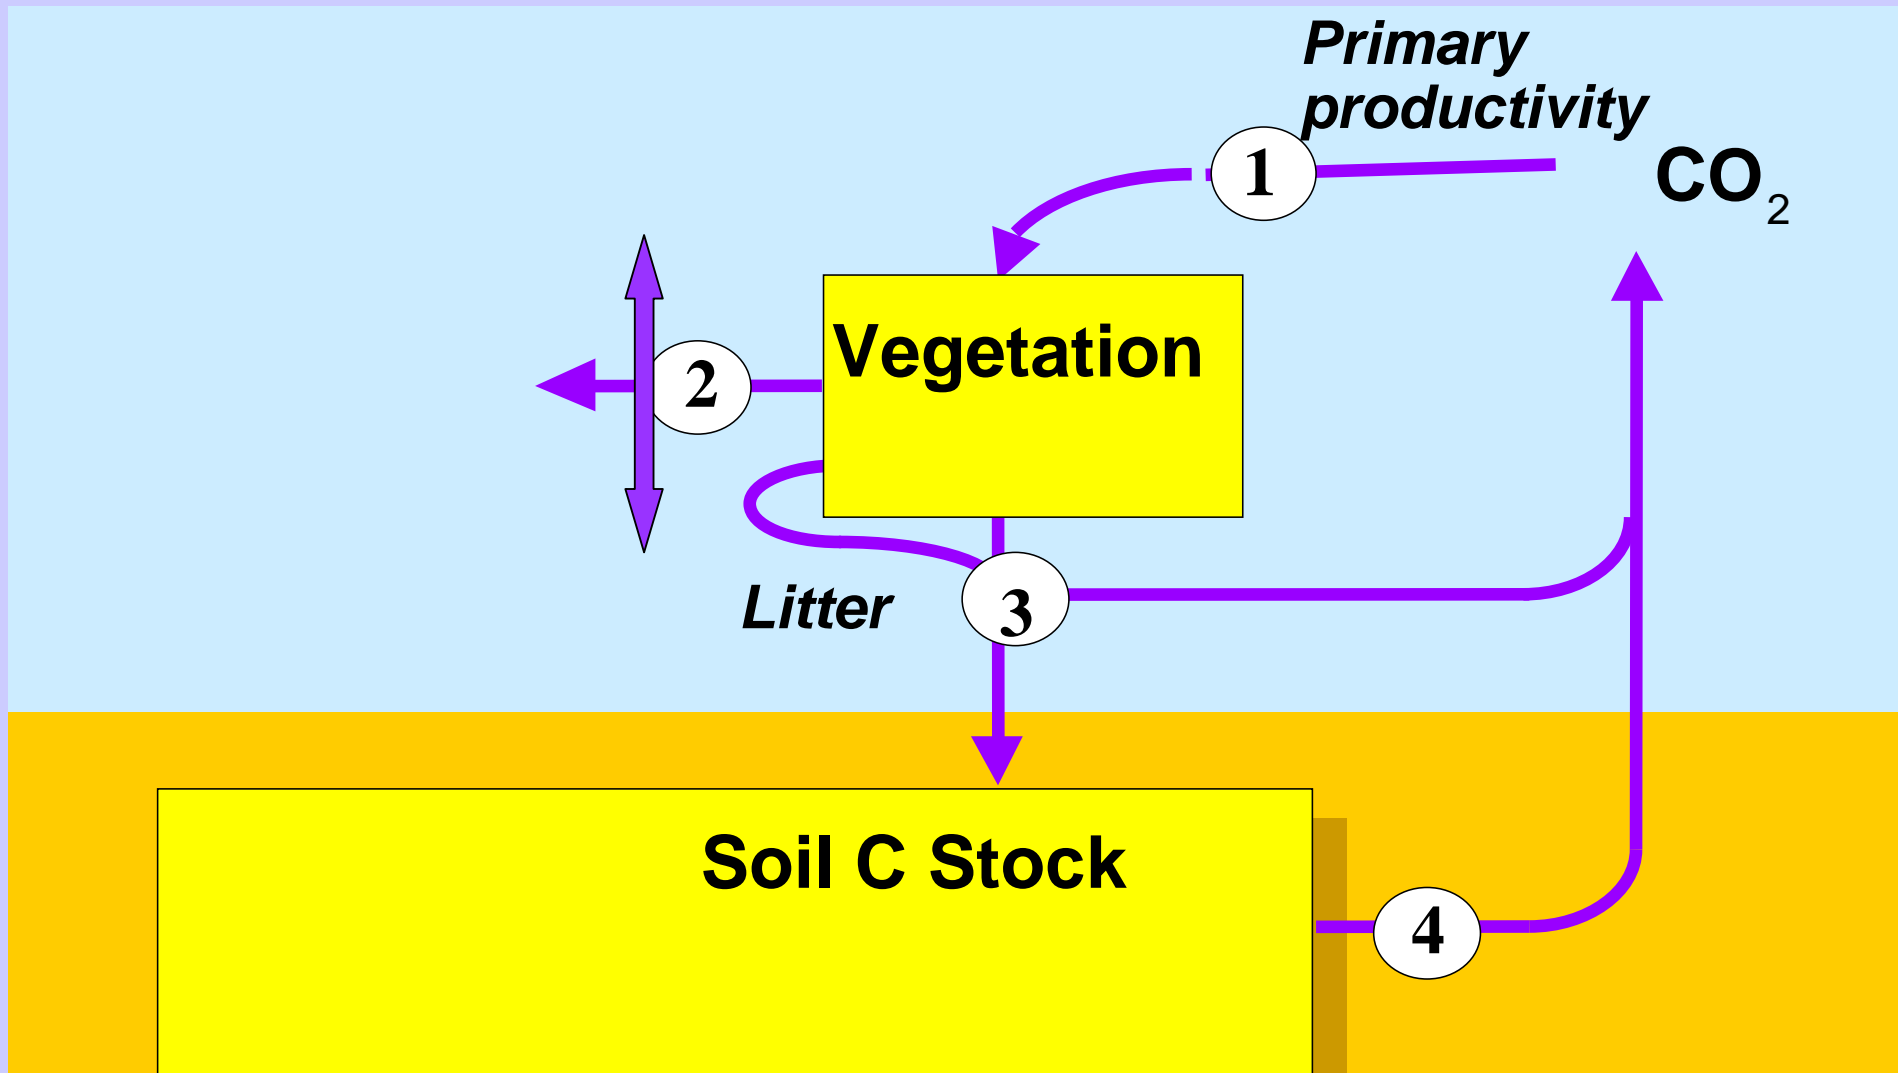 Primary
productivity
1
CO2
Vegetation
2
Litter
3
Soil C Stock
4